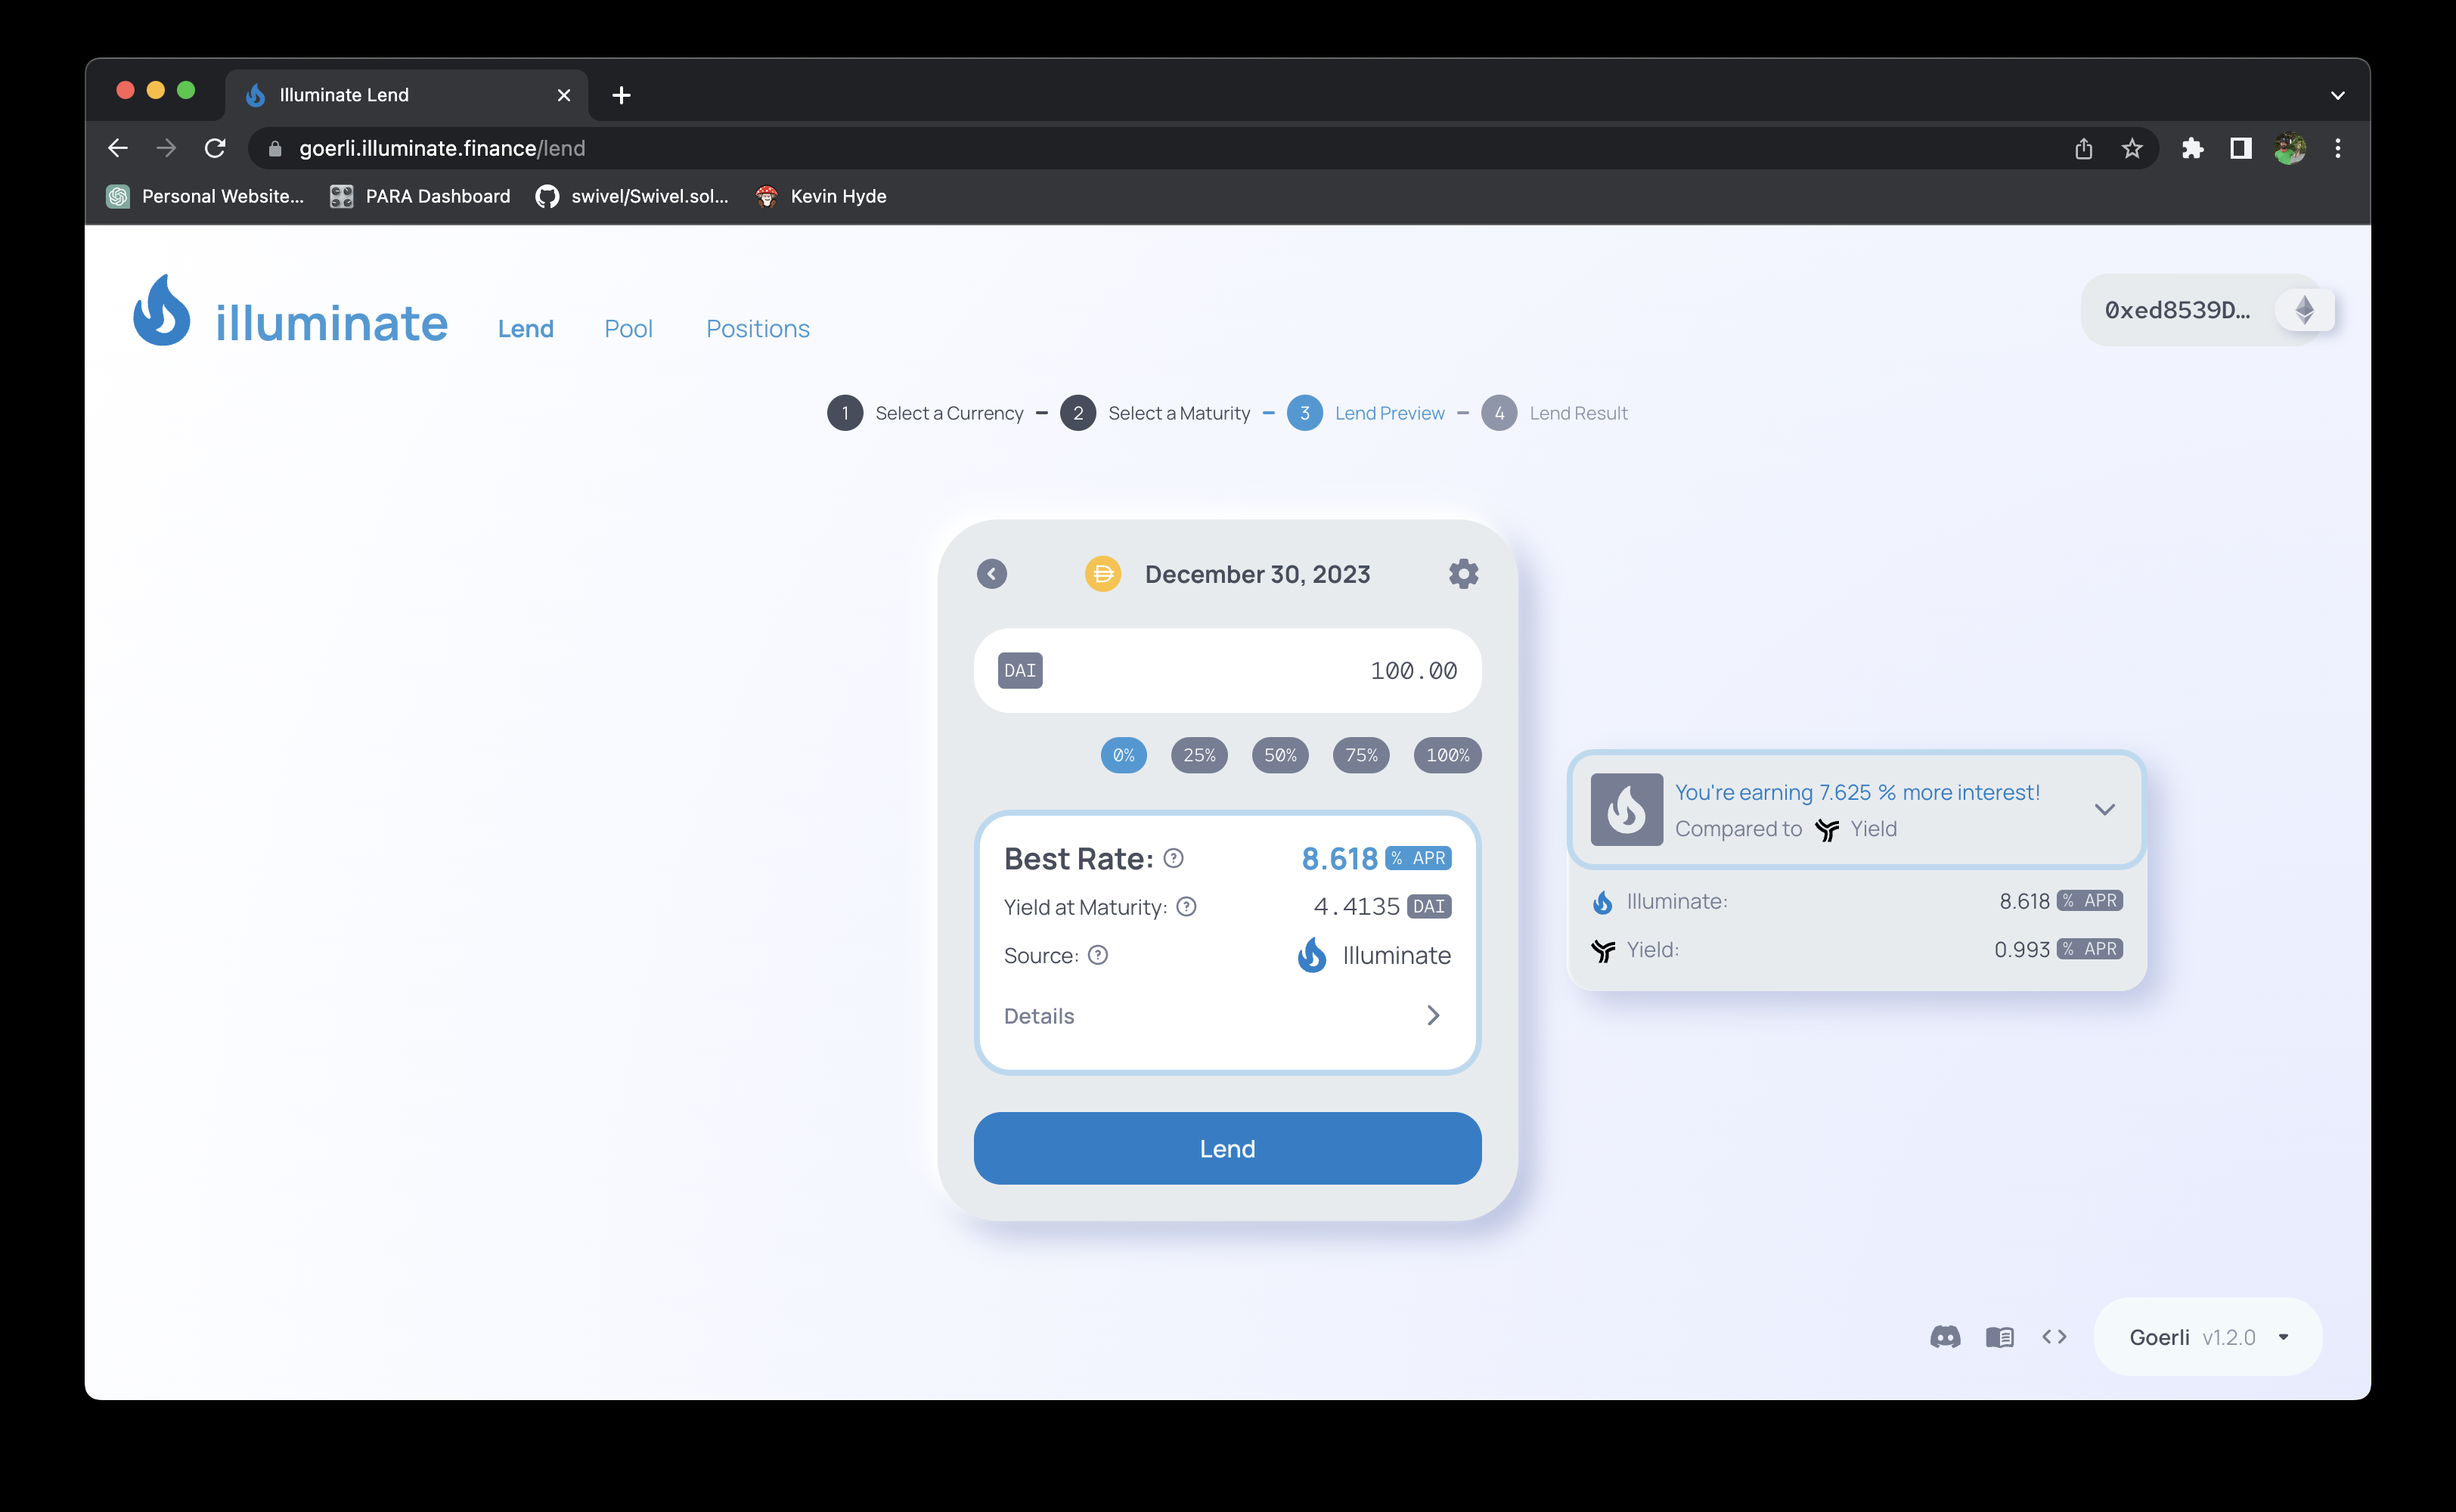 Illuminate Lend
goerli.illuminate.finance/lend
Personal Website...
PARA Dashboard
swivel/Swivel.sol...
Kevin Hyde
illuminate
Lend
Pool
Positions
0xed8539D...
1 Select a Currency
2 Select a Maturity
3 Lend Preview
4 Lend Result
December 30, 2023
DAI 100.00
0% 25% 50% 75% 100%
Best Rate: ? 8.618 % APR
Yield at Maturity: ? 4.4135 DAI
Source: ? Illuminate
Details
Lend
You're earning 7.625 % more interest!
Compared to Yield
Illuminate: 8.618 % APR
Yield: 0.993 % APR
Goerli v1.2.0